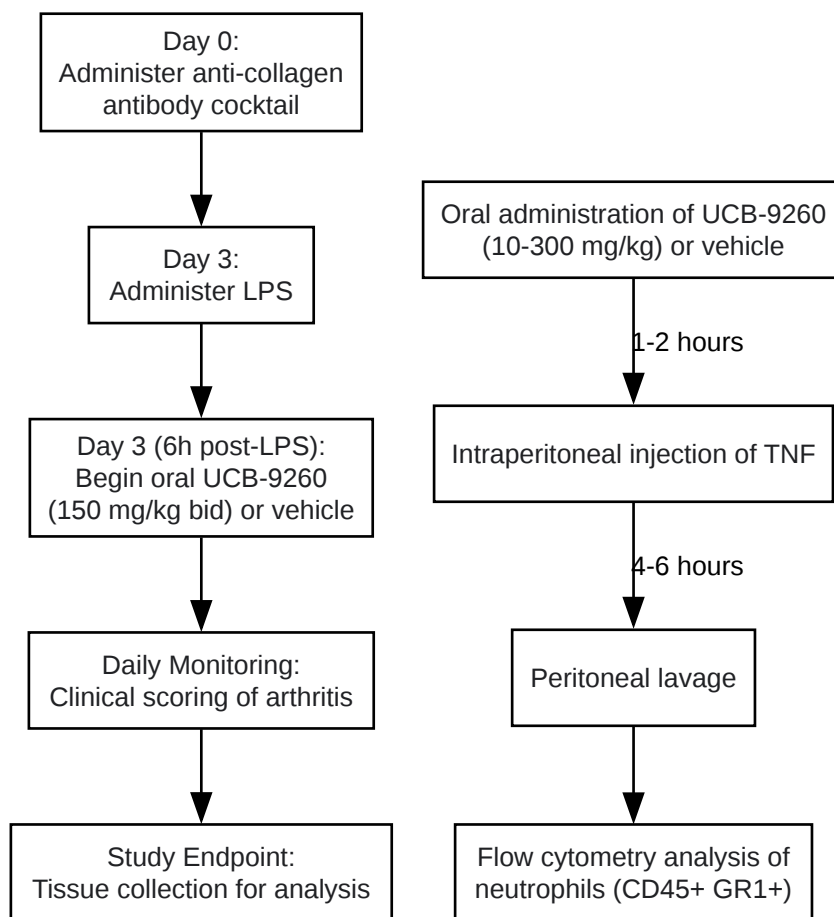 Day 0:
Administer anti-collagen
antibody cocktail
Day 3:
Administer LPS
Day 3 (6h post-LPS):
Begin oral UCB-9260
(150 mg/kg bid) or vehicle
Daily Monitoring:
Clinical scoring of arthritis
Study Endpoint:
Tissue collection for analysis
Oral administration of UCB-9260
(10-300 mg/kg) or vehicle
1-2 hours
Intraperitoneal injection of TNF
4-6 hours
Peritoneal lavage
Flow cytometry analysis of
neutrophils (CD45+ GR1+)